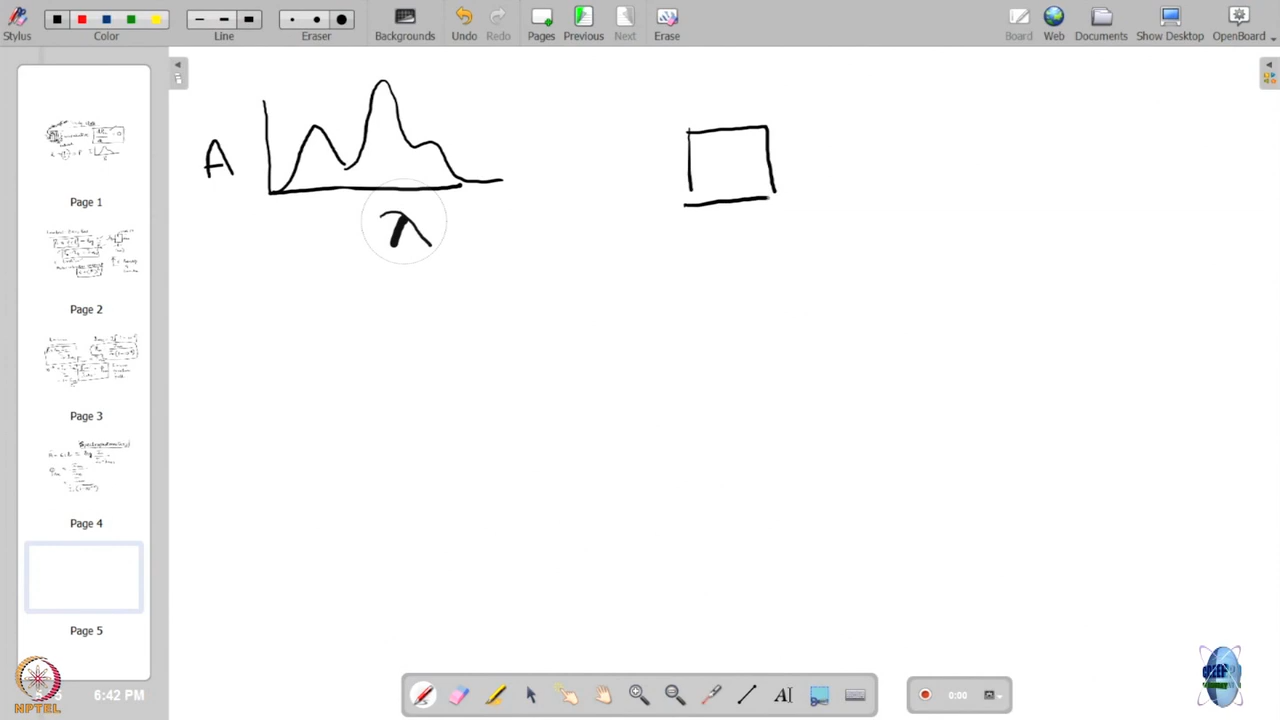 Stylus
Color
Line
Eraser
Backgrounds
Undo
Redo
Pages
Previous
Next
Erase
Board
Web
Documents
Show Desktop
OpenBoard
A
λ
Page 1
Page 2
Page 3
Page 4
Page 5
6:42 PM
NPTEL
0:00